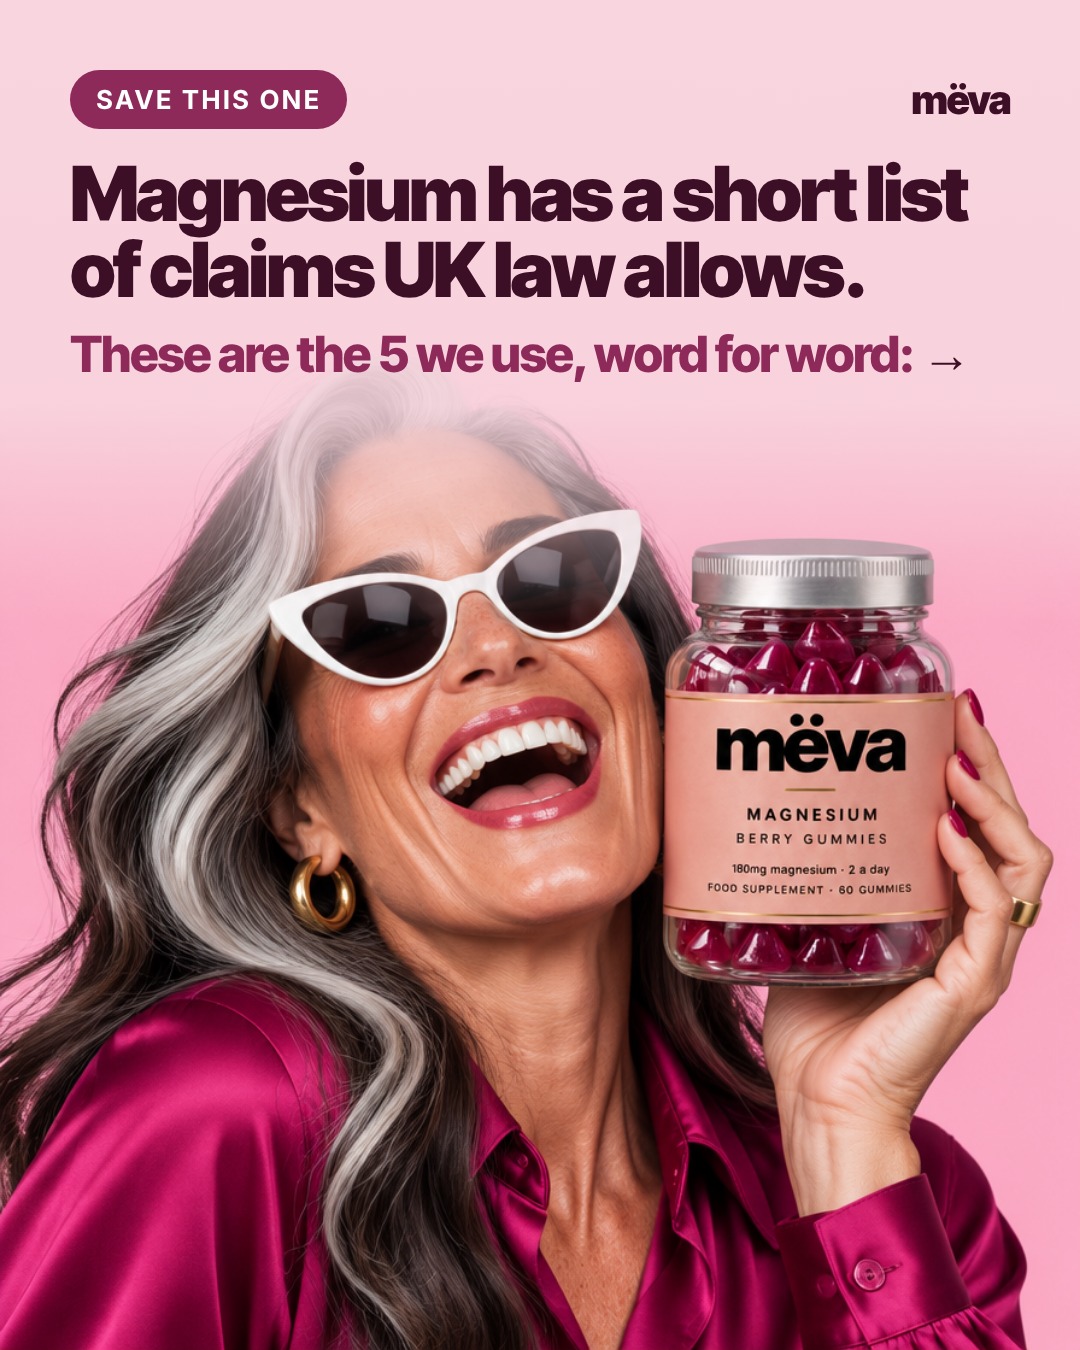 SAVE THIS ONE
mëva
Magnesium has a short list
of claims UK law allows.
These are the 5 we use, word for word: →
mëva
MAGNESIUM
BERRY GUMMIES
180mg magnesium · 2 a day
FOOD SUPPLEMENT · 60 GUMMIES